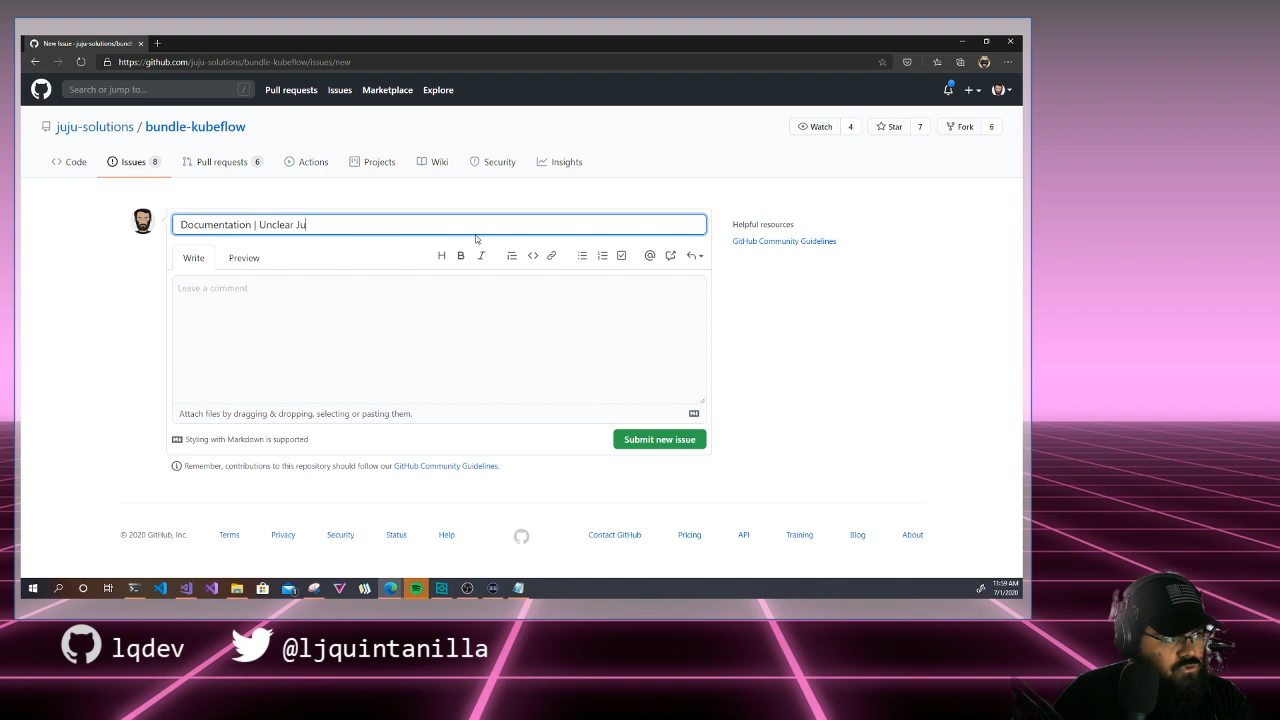 New Issue · juju-solutions/bundl
https://github.com/juju-solutions/bundle-kubeflow/issues/new
Search or jump to... /
Pull requests Issues Marketplace Explore
juju-solutions / bundle-kubeflow
Watch 4 Star 7 Fork 6
Code Issues 8 Pull requests 6 Actions Projects Wiki Security Insights
Documentation | Unclear Ju
Helpful resources
GitHub Community Guidelines
Write Preview
Leave a comment
Attach files by dragging & dropping, selecting or pasting them.
Styling with Markdown is supported
Submit new issue
Remember, contributions to this repository should follow our GitHub Community Guidelines.
© 2020 GitHub, Inc. Terms Privacy Security Status Help Contact GitHub Pricing API Training Blog About
11:59 AM
7/1/2020
lqdev @ljquintanilla